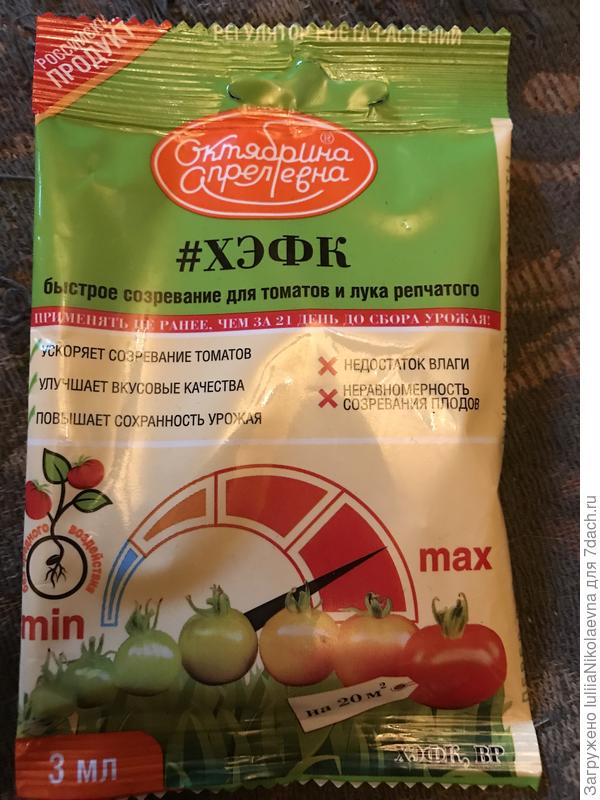 РОССИЙСКИЙ
ПРОДУКТ
РЕГУЛЯТОР РОСТА РАСТЕНИЙ
Октябрина
Апрелевна
®
#ХЭФК
быстрое созревание для томатов и лука репчатого
ПРИМЕНЯТЬ НЕ РАНЕЕ, ЧЕМ ЗА 21 ДЕНЬ ДО СБОРА УРОЖАЯ!
УСКОРЯЕТ СОЗРЕВАНИЕ ТОМАТОВ
УЛУЧШАЕТ ВКУСОВЫЕ КАЧЕСТВА
ПОВЫШАЕТ СОХРАННОСТЬ УРОЖАЯ
НЕДОСТАТОК ВЛАГИ
НЕРАВНОМЕРНОСТЬ
СОЗРЕВАНИЯ ПЛОДОВ
воздействия
min
max
на 20 м²
3 мл
ХЭФК, ВР
Загружено IuliiaNikolaevna для 7dach.ru